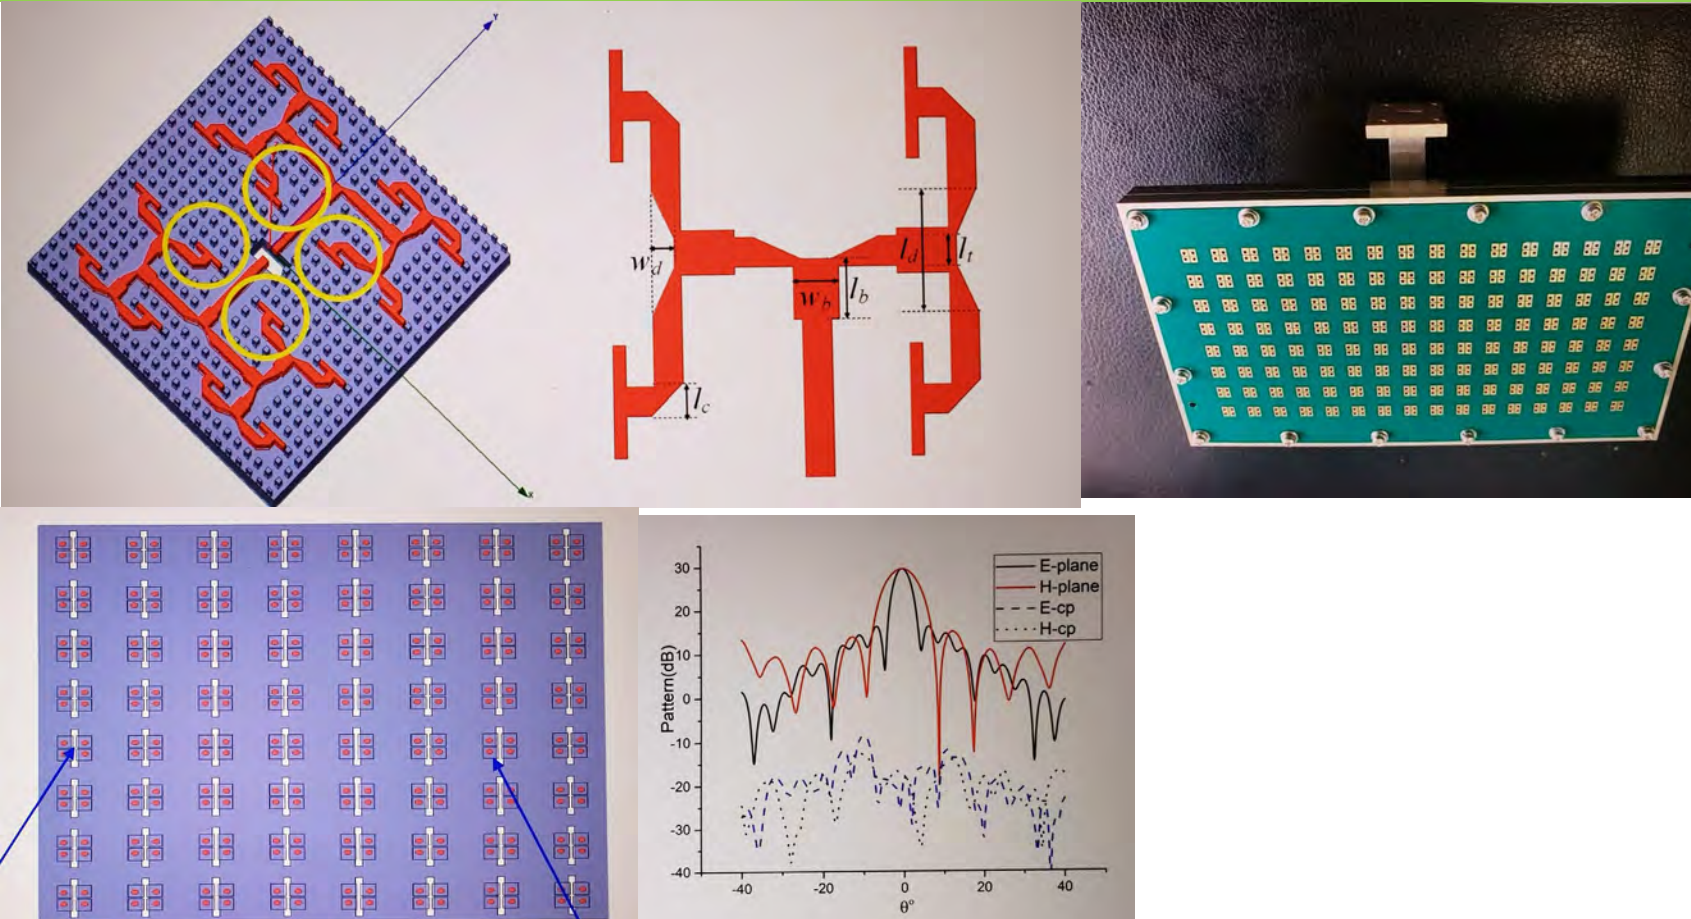 Y
X
w_d
l_c
w_b
l_b
l_d
l_t
Pattern(dB)
30
20
10
0
-10
-20
-30
-40
-40
-20
0
20
40
θ°
E-plane
H-plane
E-cp
H-cp